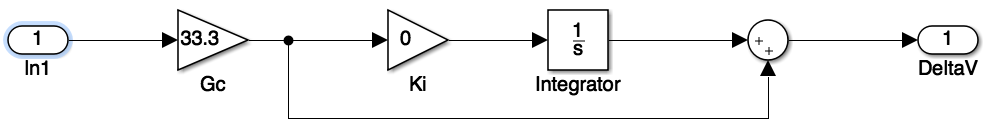 1
In1
33.3
Gc
0
Ki
1
s
Integrator
+
+
1
DeltaV